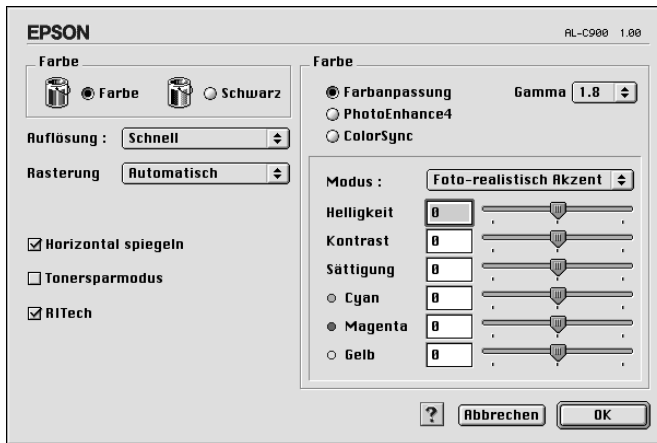 EPSON
AL-C900 1.00
Farbe
Farbe
Schwarz
Auflösung : Schnell
Rasterung Automatisch
Horizontal spiegeln
Tonersparmodus
RITech
Farbe
Farbanpassung
Gamma 1.8
PhotoEnhance4
ColorSync
Modus : Foto-realistisch Akzent
Helligkeit 0
Kontrast 0
Sättigung 0
Cyan 0
Magenta 0
Gelb 0
?
Abbrechen
OK